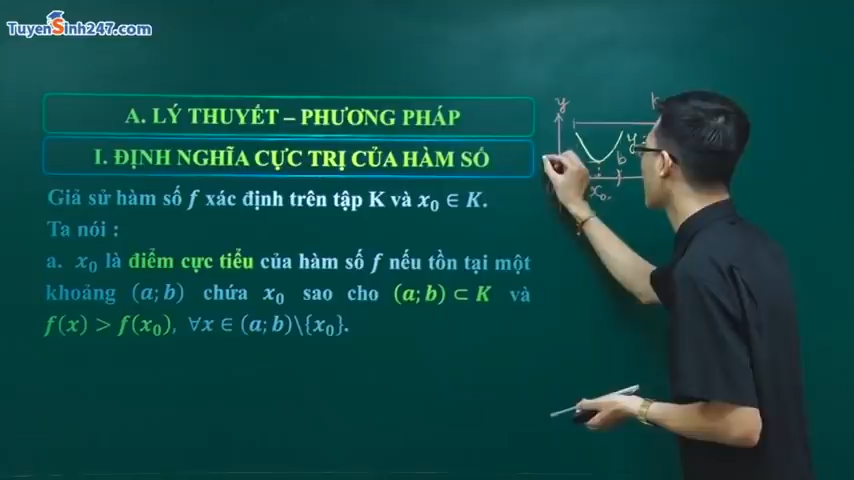 TuyenSinh247.com
A. LÝ THUYẾT – PHƯƠNG PHÁP
I. ĐỊNH NGHĨA CỰC TRỊ CỦA HÀM SỐ
Giả sử hàm số f xác định trên tập K và x₀ ∈ K.
Ta nói :
a. x₀ là điểm cực tiểu của hàm số f nếu tồn tại một
khoảng (a; b) chứa x₀ sao cho (a; b) ⊂ K và
f(x) > f(x₀), ∀x ∈ (a; b)\{x₀}.
y
K
y
b
x₀